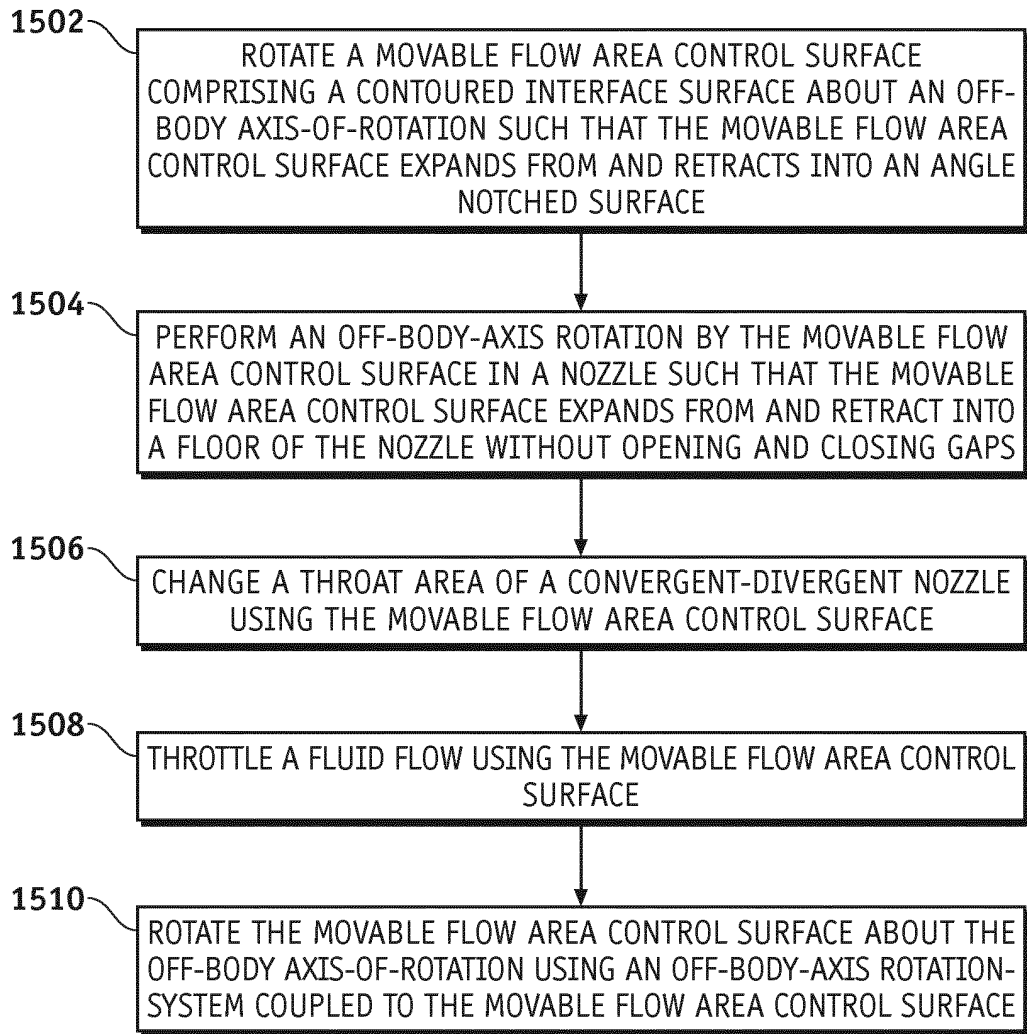 1502
ROTATE A MOVABLE FLOW AREA CONTROL SURFACE
COMPRISING A CONTOURED INTERFACE SURFACE ABOUT AN OFF-
BODY AXIS-OF-ROTATION SUCH THAT THE MOVABLE FLOW AREA
CONTROL SURFACE EXPANDS FROM AND RETRACTS INTO AN ANGLE
NOTCHED SURFACE
1504
PERFORM AN OFF-BODY-AXIS ROTATION BY THE MOVABLE FLOW
AREA CONTROL SURFACE IN A NOZZLE SUCH THAT THE MOVABLE
FLOW AREA CONTROL SURFACE EXPANDS FROM AND RETRACT INTO
A FLOOR OF THE NOZZLE WITHOUT OPENING AND CLOSING GAPS
1506
CHANGE A THROAT AREA OF A CONVERGENT-DIVERGENT NOZZLE
USING THE MOVABLE FLOW AREA CONTROL SURFACE
1508
THROTTLE A FLUID FLOW USING THE MOVABLE FLOW AREA CONTROL
SURFACE
1510
ROTATE THE MOVABLE FLOW AREA CONTROL SURFACE ABOUT THE
OFF-BODY AXIS-OF-ROTATION USING AN OFF-BODY-AXIS ROTATION-
SYSTEM COUPLED TO THE MOVABLE FLOW AREA CONTROL SURFACE